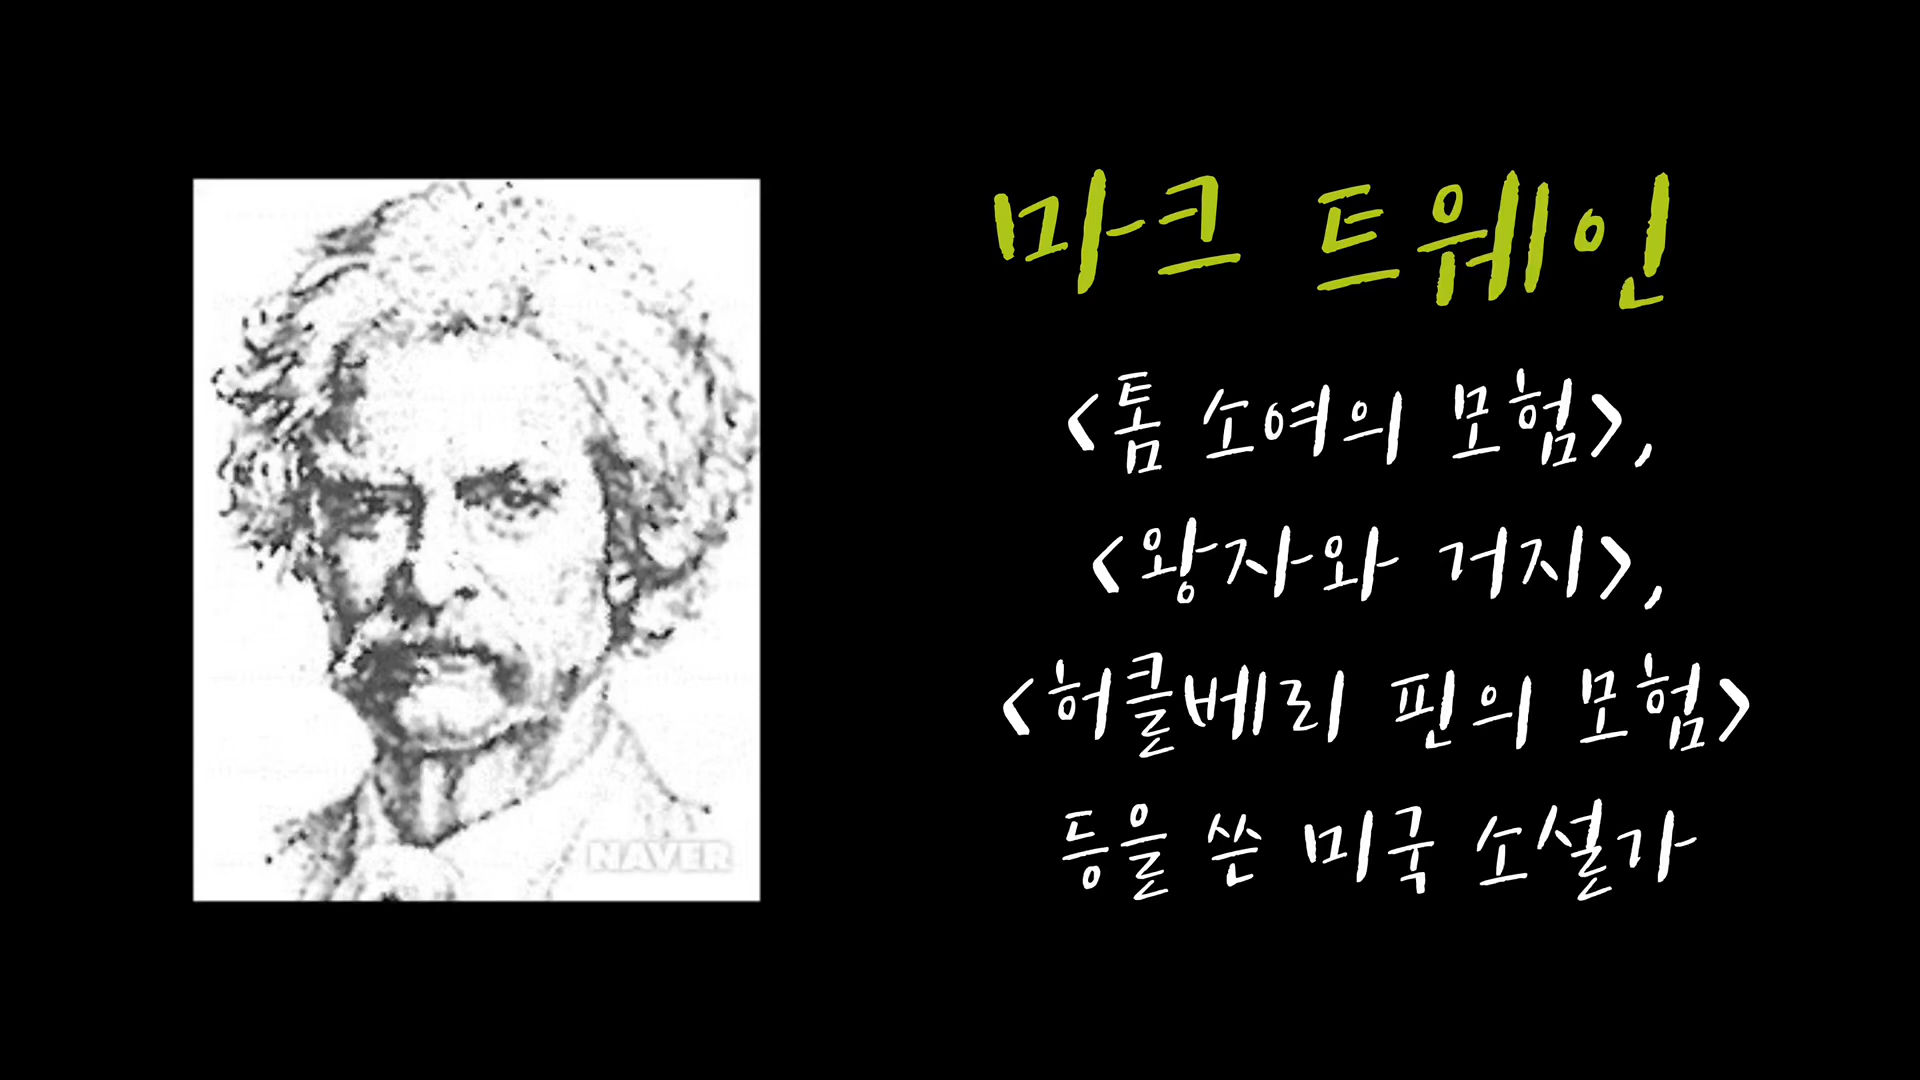 마크 트웨인
<톰 소여의 모험>,
<왕자와 거지>,
<허클베리 핀의 모험>
등을 쓴 미국 소설가
NAVER